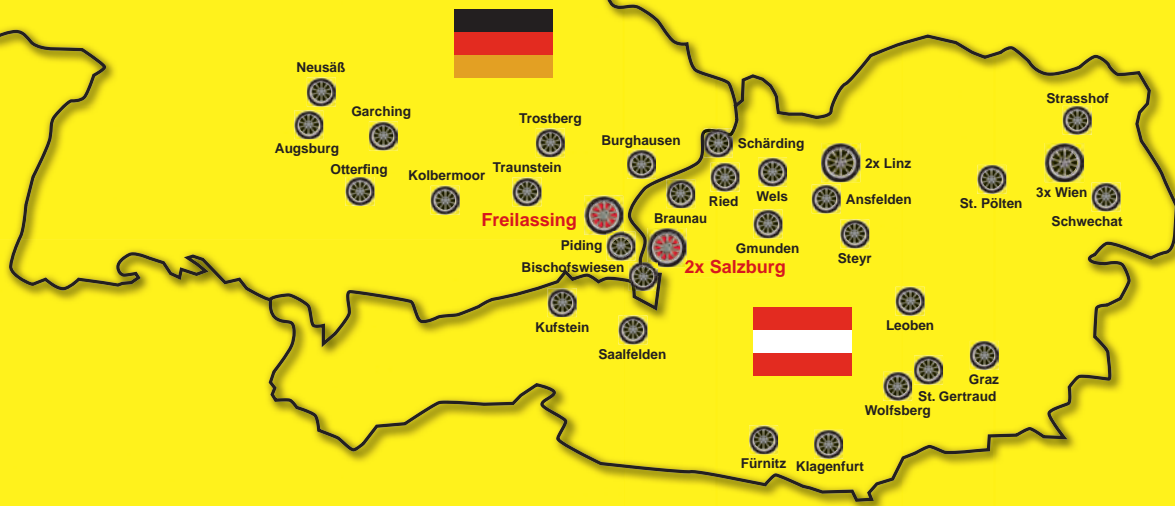 Neusäß
Garching
Augsburg
Otterfing
Kolbermoor
Trostberg
Traunstein
Burghausen
Freilassing
Piding
Bischofswiesen
Kufstein
Saalfelden
Schärding
Braunau
Ried
Wels
2x Linz
Ansfelden
Gmunden
Steyr
2x Salzburg
Strasshof
3x Wien
St. Pölten
Schwechat
Leoben
Graz
St. Gertraud
Wolfsberg
Fürnitz
Klagenfurt